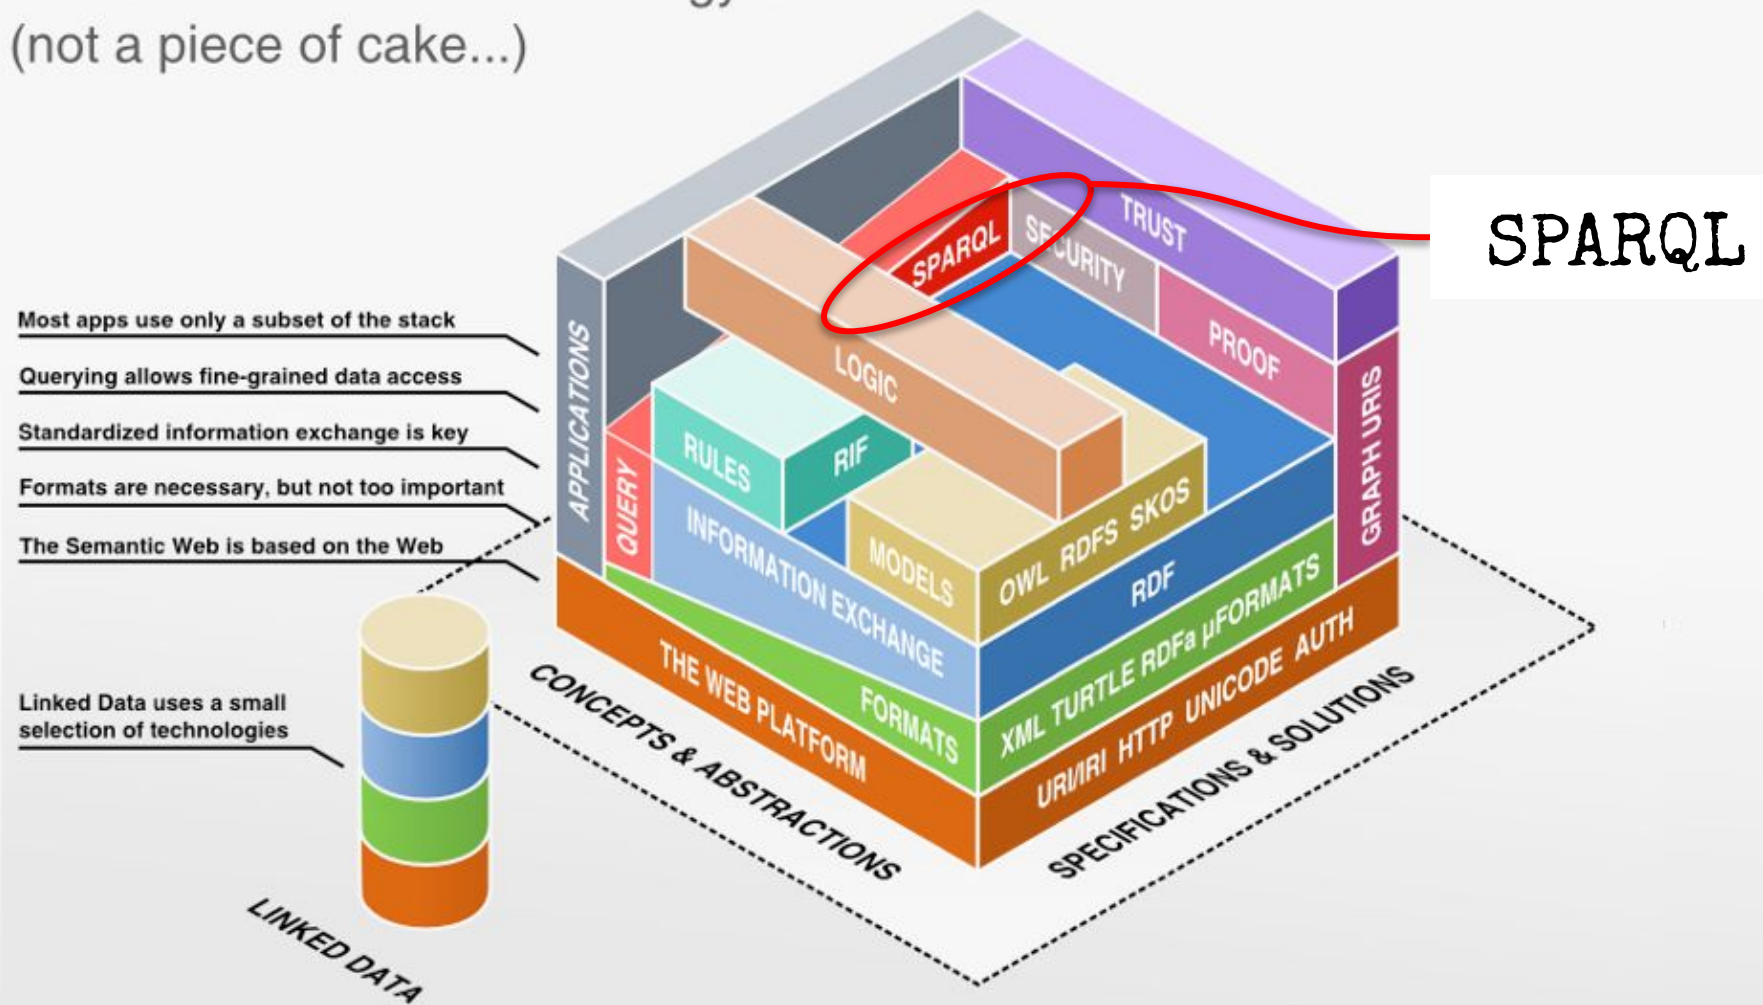 (not a piece of cake...)
SPARQL
TRUST
SPARQL
SECURITY
PROOF
LOGIC
APPLICATIONS
RULES
RIF
QUERY
GRAPH URIS
INFORMATION EXCHANGE
MODELS
OWL RDFS SKOS
RDF
FORMATS
XML TURTLE RDFa µFORMATS
THE WEB PLATFORM
URI/IRI HTTP UNICODE AUTH
CONCEPTS & ABSTRACTIONS
SPECIFICATIONS & SOLUTIONS
Most apps use only a subset of the stack
Querying allows fine-grained data access
Standardized information exchange is key
Formats are necessary, but not too important
The Semantic Web is based on the Web
Linked Data uses a small
selection of technologies
LINKED DATA